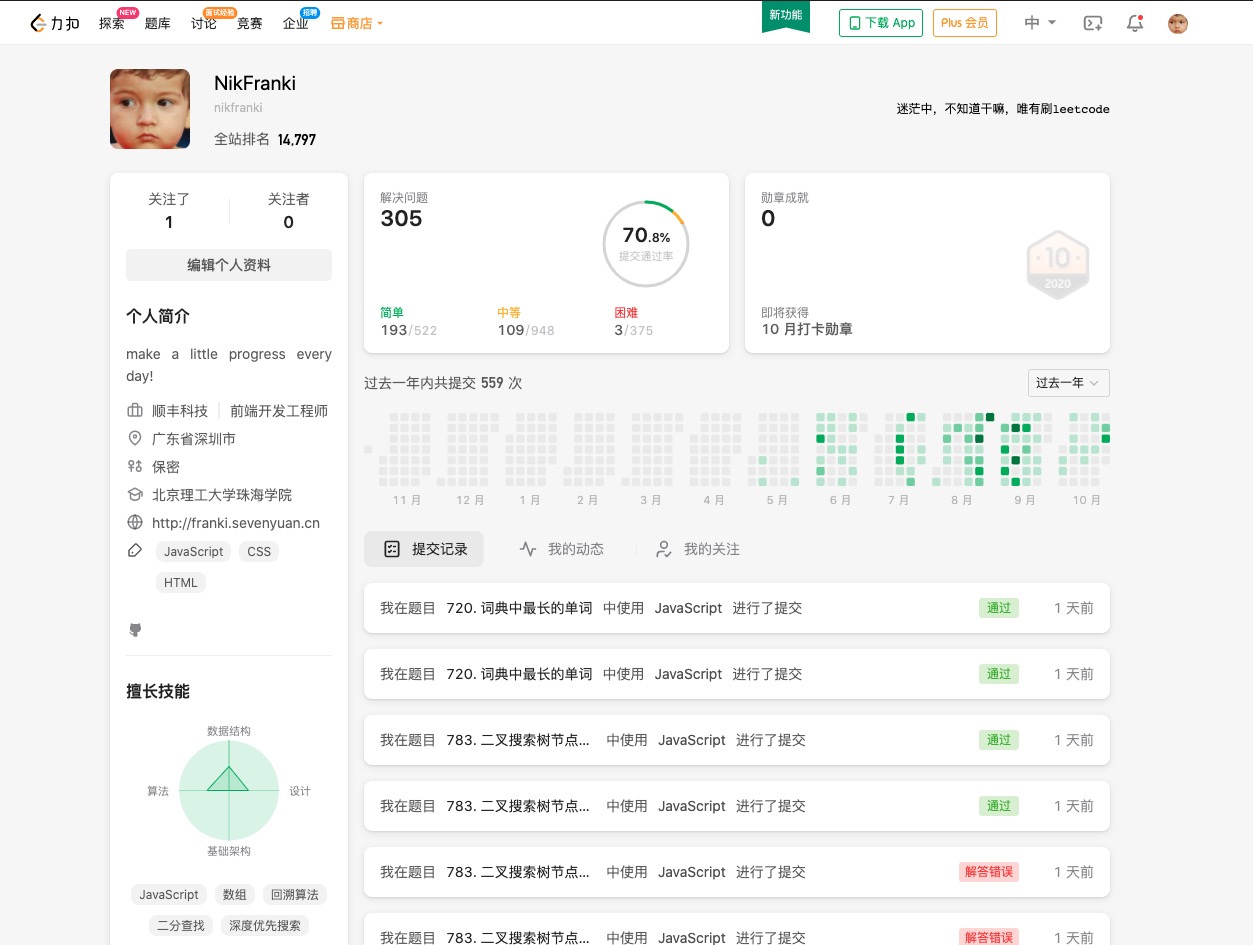 力扣 探索 NEW 题库 讨论 面试经验 竞赛 企业 招聘 商店 新功能 下载 App Plus 会员 中
NikFranki
nikfranki
全站排名 14,797
迷茫中，不知道干嘛，唯有刷leetcode
关注了 关注者
1 0
编辑个人资料
个人简介
make a little progress every
day!
顺丰科技 前端开发工程师
广东省深圳市
保密
北京理工大学珠海学院
http://franki.sevenyuan.cn
JavaScript CSS
HTML
擅长技能
数据结构
算法 设计
基础架构
JavaScript 数组 回溯算法
二分查找 深度优先搜索
解决问题
305
70.8%
提交通过率
简单 中等 困难
193/522 109/948 3/375
勋章成就
0
10
2020
即将获得
10 月打卡勋章
过去一年内共提交 559 次 过去一年
11 月 12 月 1 月 2 月 3 月 4 月 5 月 6 月 7 月 8 月 9 月 10 月
提交记录 我的动态 我的关注
我在题目 720. 词典中最长的单词 中使用 JavaScript 进行了提交 通过 1 天前
我在题目 720. 词典中最长的单词 中使用 JavaScript 进行了提交 通过 1 天前
我在题目 783. 二叉搜索树节点... 中使用 JavaScript 进行了提交 通过 1 天前
我在题目 783. 二叉搜索树节点... 中使用 JavaScript 进行了提交 通过 1 天前
我在题目 783. 二叉搜索树节点... 中使用 JavaScript 进行了提交 解答错误 1 天前
我在题目 783. 二叉搜索树节点... 中使用 JavaScript 进行了提交 解答错误 1 天前